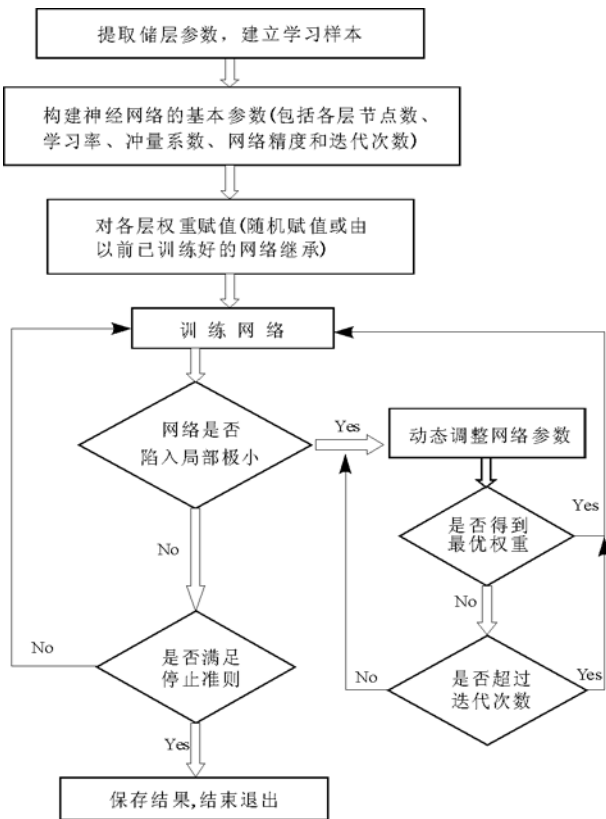 提取储层参数，建立学习样本
构建神经网络的基本参数(包括各层节点数、
学习率、冲量系数、网络精度和迭代次数)
对各层权重赋值(随机赋值或由
以前已训练好的网络继承)
训 练 网 络
网络是否
陷入局部极小
Yes
动态调整网络参数
是否得到
最优权重
Yes
No
No
是否满足
停止准则
No
是否超过
迭代次数
No
Yes
Yes
保存结果,结束退出